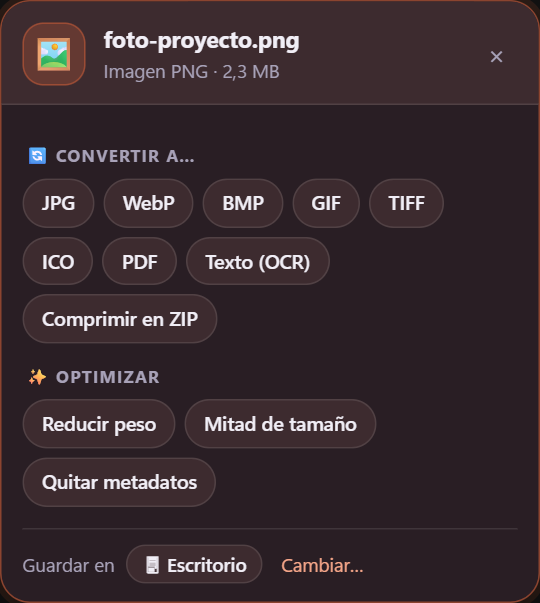 foto-proyecto.png
Imagen PNG · 2,3 MB
CONVERTIR A...
JPG WebP BMP GIF TIFF
ICO PDF Texto (OCR)
Comprimir en ZIP
OPTIMIZAR
Reducir peso Mitad de tamaño
Quitar metadatos
Guardar en Escritorio Cambiar...